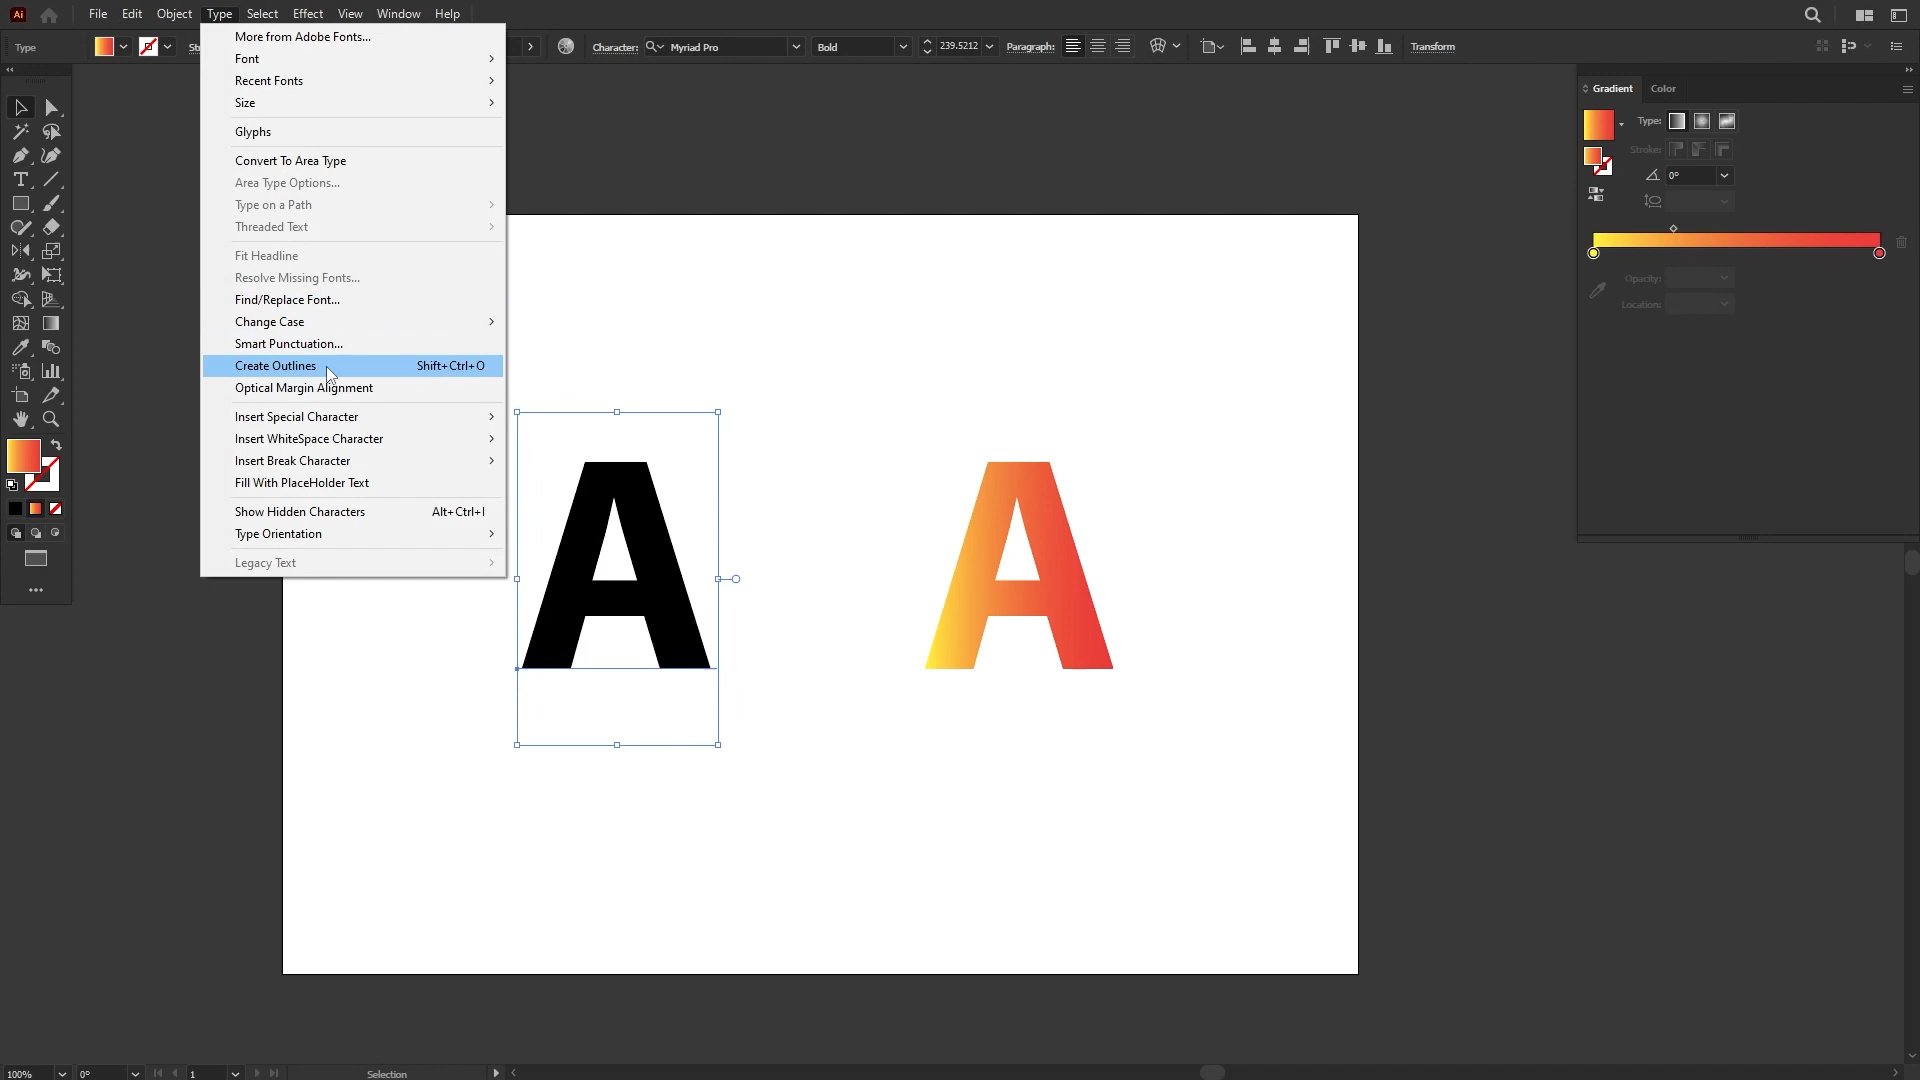 Ai
File Edit Object Type Select Effect View Window Help
Type
St
Character:
Myriad Pro
Bold
239.5212
Paragraph:
Transform
More from Adobe Fonts...
Font
Recent Fonts
Size
Glyphs
Convert To Area Type
Area Type Options...
Type on a Path
Threaded Text
Fit Headline
Resolve Missing Fonts...
Find/Replace Font...
Change Case
Smart Punctuation...
Create Outlines Shift+Ctrl+O
Optical Margin Alignment
Insert Special Character
Insert WhiteSpace Character
Insert Break Character
Fill With PlaceHolder Text
Show Hidden Characters Alt+Ctrl+I
Type Orientation
Legacy Text
A A
Gradient Color
Type:
Stroke:
0°
Opacity:
Location:
100% 0° 1 Selection